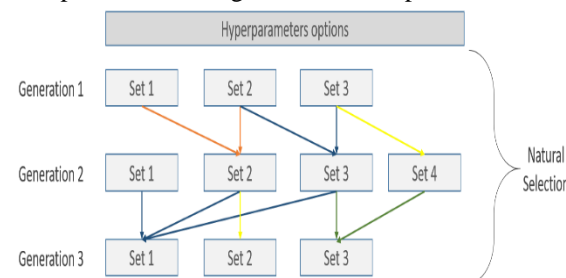 Hyperparameters options
Generation 1 Set 1 Set 2 Set 3
Generation 2 Set 1 Set 2 Set 3 Set 4
Natural
Selection
Generation 3 Set 1 Set 2 Set 3